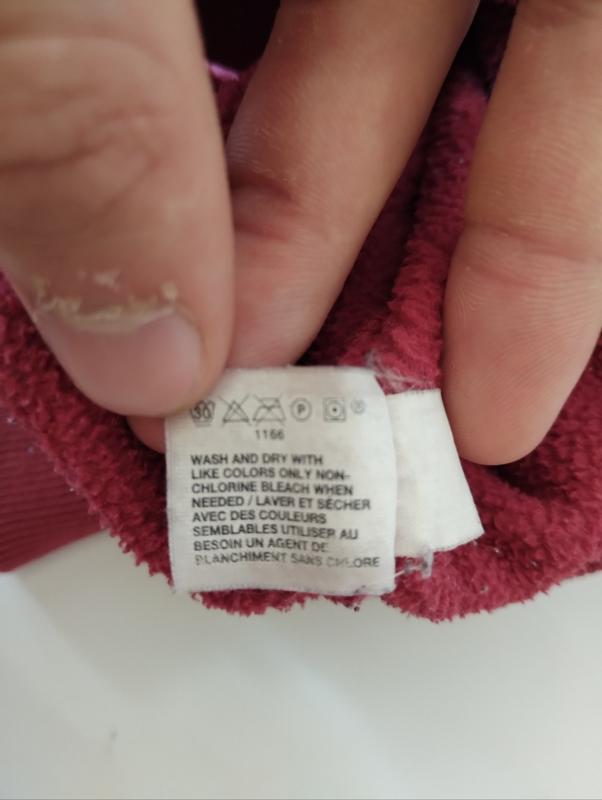 30 P ®
1166
WASH AND DRY WITH
LIKE COLORS ONLY NON-
CHLORINE BLEACH WHEN
NEEDED / LAVER ET SÉCHER
AVEC DES COULEURS
SEMBLABLES UTILISER AU
BESOIN UN AGENT DE
BLANCHIMENT SANS CHLORE